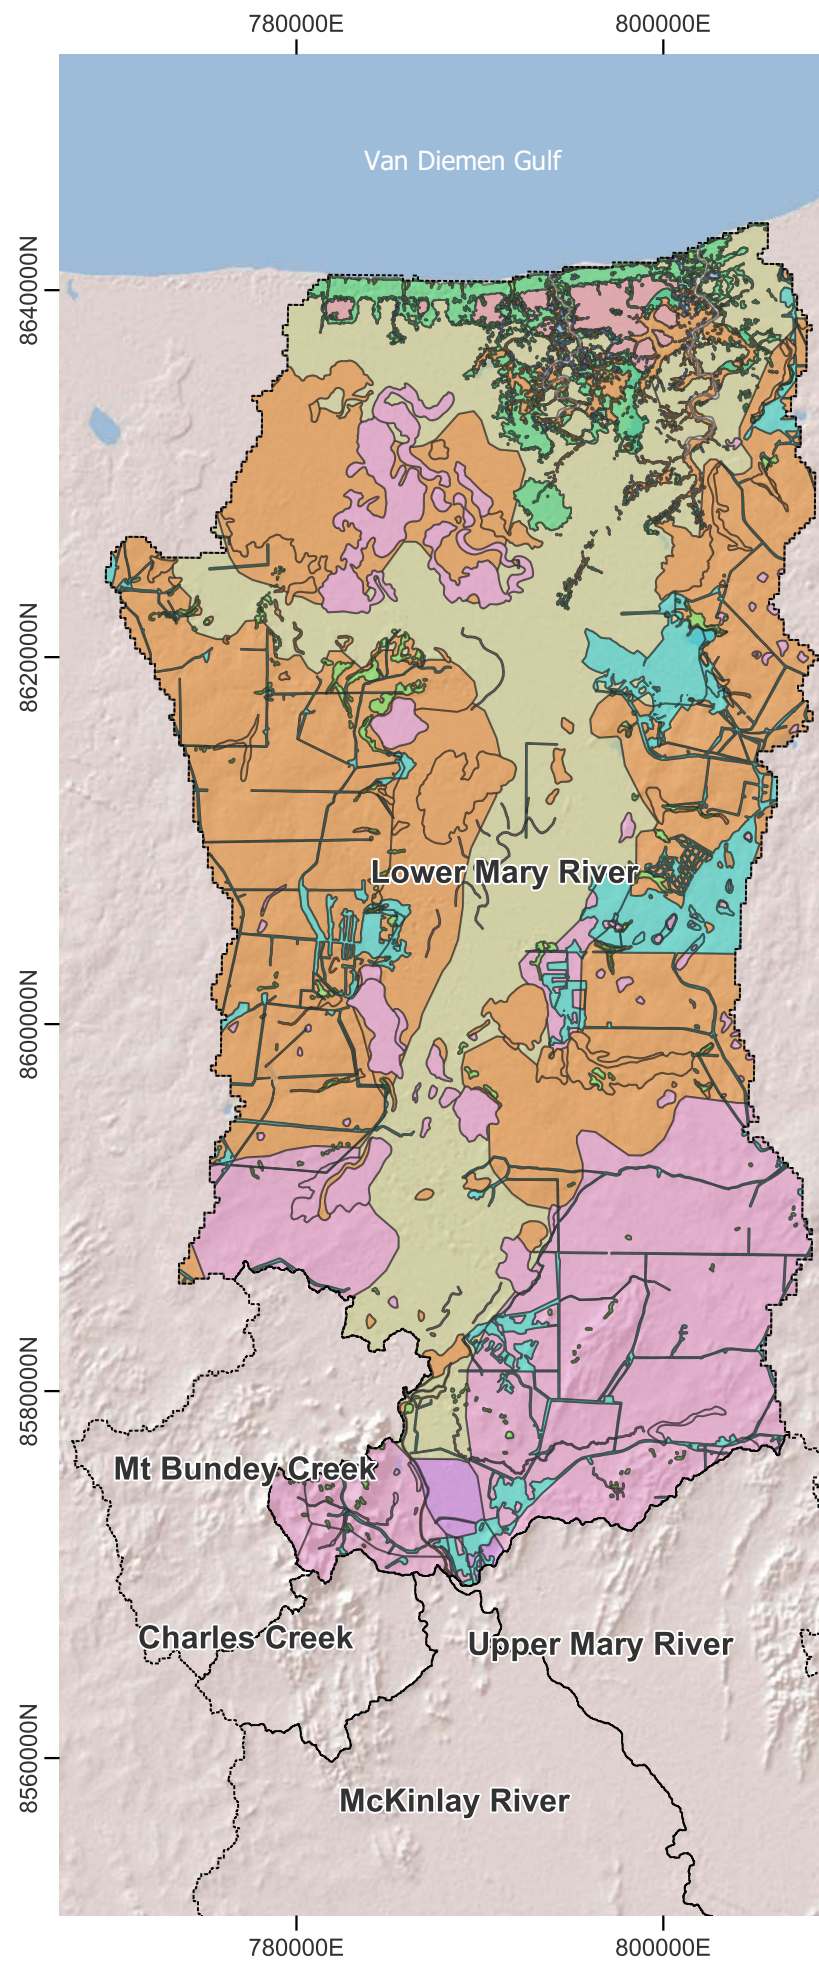 780000E 800000E
Van Diemen Gulf
8640000N
8620000N
Lower Mary River
8600000N
8580000N
Mt Bundey Creek
Charles Creek
Upper Mary River
8560000N
McKinlay River
780000E 800000E